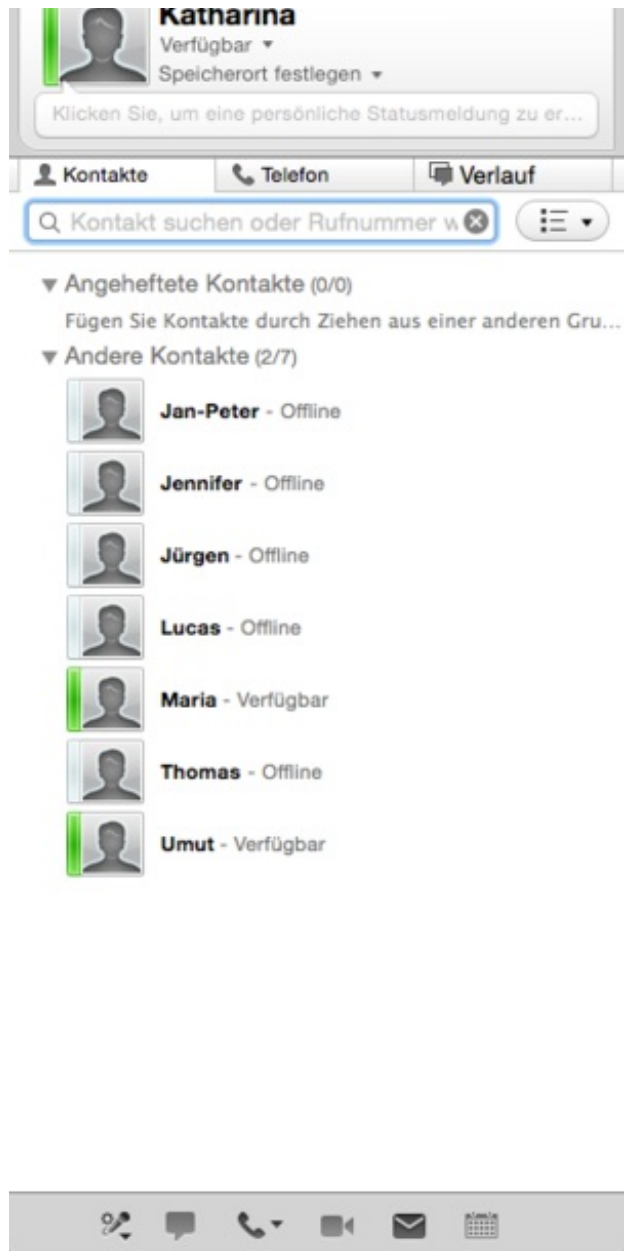 Katharina
Verfügbar
Speicherort festlegen
Klicken Sie, um eine persönliche Statusmeldung zu er...
Kontakte Telefon Verlauf
Kontakt suchen oder Rufnummer w
Angeheftete Kontakte (0/0)
Fügen Sie Kontakte durch Ziehen aus einer anderen Gru...
Andere Kontakte (2/7)
Jan-Peter - Offline
Jennifer - Offline
Jürgen - Offline
Lucas - Offline
Maria - Verfügbar
Thomas - Offline
Umut - Verfügbar